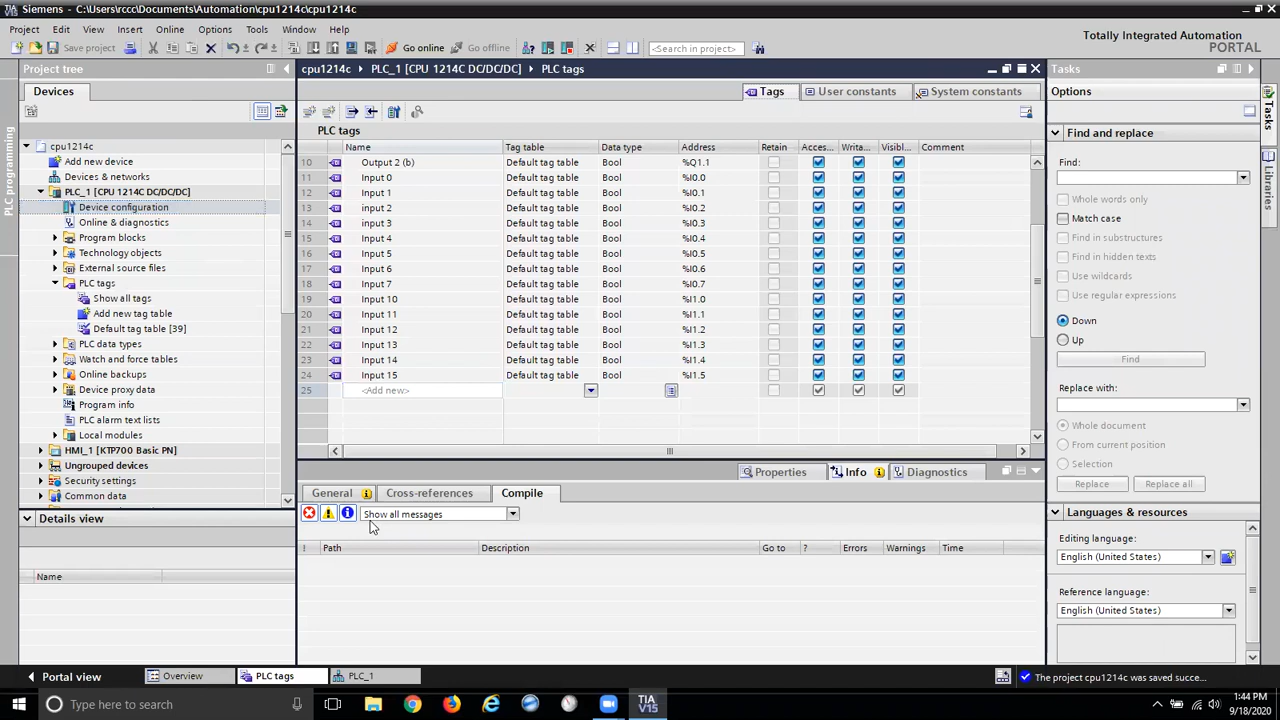 Siemens - C:\Users\rccc\Documents\Automation\cpu1214c\cpu1214c
Project Edit View Insert Online Options Tools Window Help
Totally Integrated Automation
PORTAL
Save project
Go online
Go offline
<Search in project>
Project tree
cpu1214c PLC_1 [CPU 1214C DC/DC/DC] PLC tags
Tasks
Devices
Tags User constants System constants
Options
PLC programming
PLC tags
Find and replace
Name Tag table Data type Address Retain Acces... Writa... Visibl... Comment
10 Output 2 (b) Default tag table Bool %Q1.1
11 Input 0 Default tag table Bool %I0.0
12 Input 1 Default tag table Bool %I0.1
13 input 2 Default tag table Bool %I0.2
14 input 3 Default tag table Bool %I0.3
15 Input 4 Default tag table Bool %I0.4
16 Input 5 Default tag table Bool %I0.5
17 Input 6 Default tag table Bool %I0.6
18 Input 7 Default tag table Bool %I0.7
19 Input 10 Default tag table Bool %I1.0
20 Input 11 Default tag table Bool %I1.1
21 Input 12 Default tag table Bool %I1.2
22 Input 13 Default tag table Bool %I1.3
23 Input 14 Default tag table Bool %I1.4
24 Input 15 Default tag table Bool %I1.5
25 <Add new>
cpu1214c
Add new device
Devices & networks
PLC_1 [CPU 1214C DC/DC/DC]
Device configuration
Online & diagnostics
Program blocks
Technology objects
External source files
PLC tags
Show all tags
Add new tag table
Default tag table [39]
PLC data types
Watch and force tables
Online backups
Device proxy data
Program info
PLC alarm text lists
Local modules
HMI_1 [KTP700 Basic PN]
Ungrouped devices
Security settings
Common data
Details view
Name
Find:
Whole words only
Match case
Find in substructures
Find in hidden texts
Use wildcards
Use regular expressions
Down
Up
Find
Replace with:
Whole document
From current position
Selection
Replace Replace all
Languages & resources
Editing language:
English (United States)
Reference language:
English (United States)
Tasks
Libraries
Properties Info Diagnostics
General Cross-references Compile
Show all messages
! Path Description Go to ? Errors Warnings Time
Portal view
Overview
PLC tags
PLC_1
The project cpu1214c was saved succe...
Type here to search
TIA
V15
1:44 PM
9/18/2020